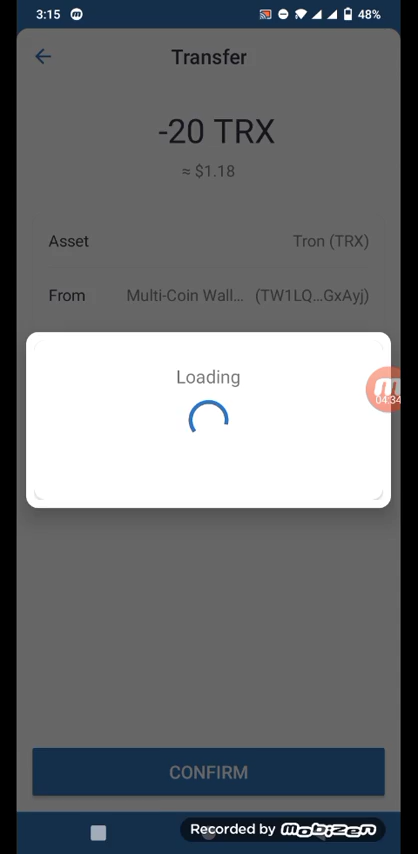 3:15 48%
Transfer
-20 TRX
≈ $1.18
Asset Tron (TRX)
From Multi-Coin Wall... (TW1LQ...GxAyj)
Loading
04:34
CONFIRM
Recorded by mobizen